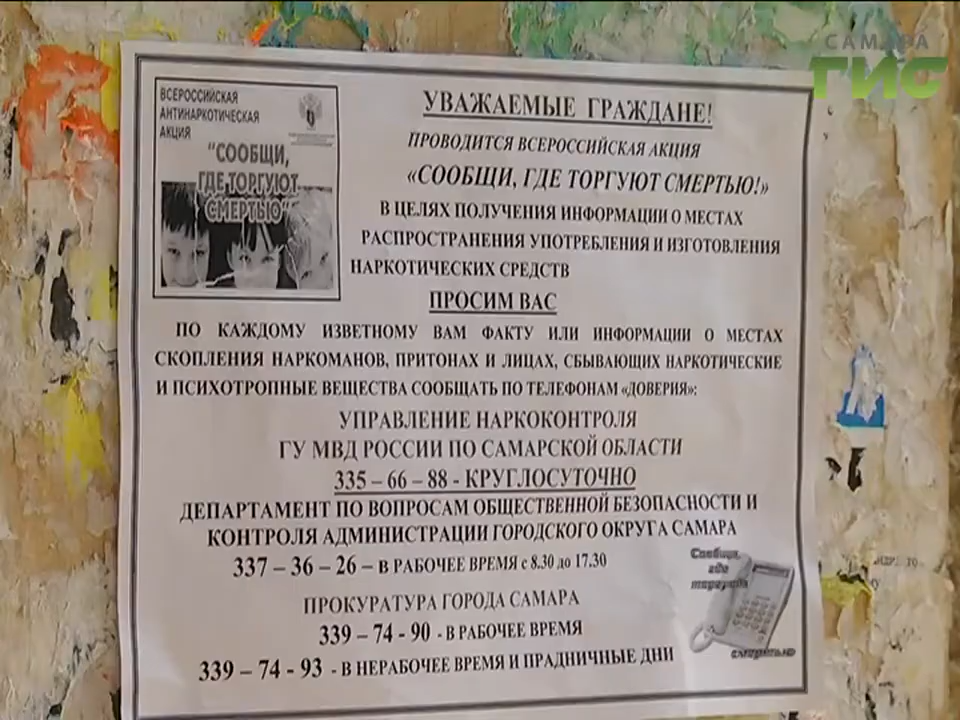 САМАРА
ГИС
ВСЕРОССИЙСКАЯ
АНТИНАРКОТИЧЕСКАЯ
АКЦИЯ
"СООБЩИ,
ГДЕ ТОРГУЮТ
СМЕРТЬЮ"
УВАЖАЕМЫЕ ГРАЖДАНЕ!
ПРОВОДИТСЯ ВСЕРОССИЙСКАЯ АКЦИЯ
«СООБЩИ, ГДЕ ТОРГУЮТ СМЕРТЬЮ!»
В ЦЕЛЯХ ПОЛУЧЕНИЯ ИНФОРМАЦИИ О МЕСТАХ
РАСПРОСТРАНЕНИЯ УПОТРЕБЛЕНИЯ И ИЗГОТОВЛЕНИЯ
НАРКОТИЧЕСКИХ СРЕДСТВ
ПРОСИМ ВАС
ПО КАЖДОМУ ИЗВЕТНОМУ ВАМ ФАКТУ ИЛИ ИНФОРМАЦИИ О МЕСТАХ
СКОПЛЕНИЯ НАРКОМАНОВ, ПРИТОНАХ И ЛИЦАХ, СБЫВАЮЩИХ НАРКОТИЧЕСКИЕ
И ПСИХОТРОПНЫЕ ВЕЩЕСТВА СООБЩАТЬ ПО ТЕЛЕФОНАМ «ДОВЕРИЯ»:
УПРАВЛЕНИЕ НАРКОКОНТРОЛЯ
ГУ МВД РОССИИ ПО САМАРСКОЙ ОБЛАСТИ
335 – 66 – 88 - КРУГЛОСУТОЧНО
ДЕПАРТАМЕНТ ПО ВОПРОСАМ ОБЩЕСТВЕННОЙ БЕЗОПАСНОСТИ И
КОНТРОЛЯ АДМИНИСТРАЦИИ ГОРОДСКОГО ОКРУГА САМАРА
337 – 36 – 26 – В РАБОЧЕЕ ВРЕМЯ с 8.30 до 17.30
ПРОКУРАТУРА ГОРОДА САМАРА
339 – 74 - 90 - В РАБОЧЕЕ ВРЕМЯ
339 – 74 - 93 - В НЕРАБОЧЕЕ ВРЕМЯ И ПРАДНИЧНЫЕ ДНИ
Сообщи,
где
торгуют
смертью